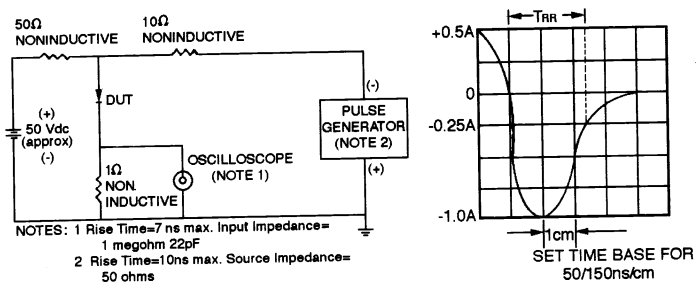 50Ω
NONINDUCTIVE
10Ω
NONINDUCTIVE
DUT
(+)
50 Vdc
(approx)
(-)
1Ω
NON.
INDUCTIVE
OSCILLOSCOPE
(NOTE 1)
(-)
PULSE
GENERATOR
(NOTE 2)
(+)
NOTES: 1 Rise Time=7 ns max. Input Impedance=
1 megohm 22pF
2 Rise Time=10ns max. Source Impedance=
50 ohms
TRR
+0.5A
0
-0.25A
-1.0A
1cm
SET TIME BASE FOR
50/150ns/cm